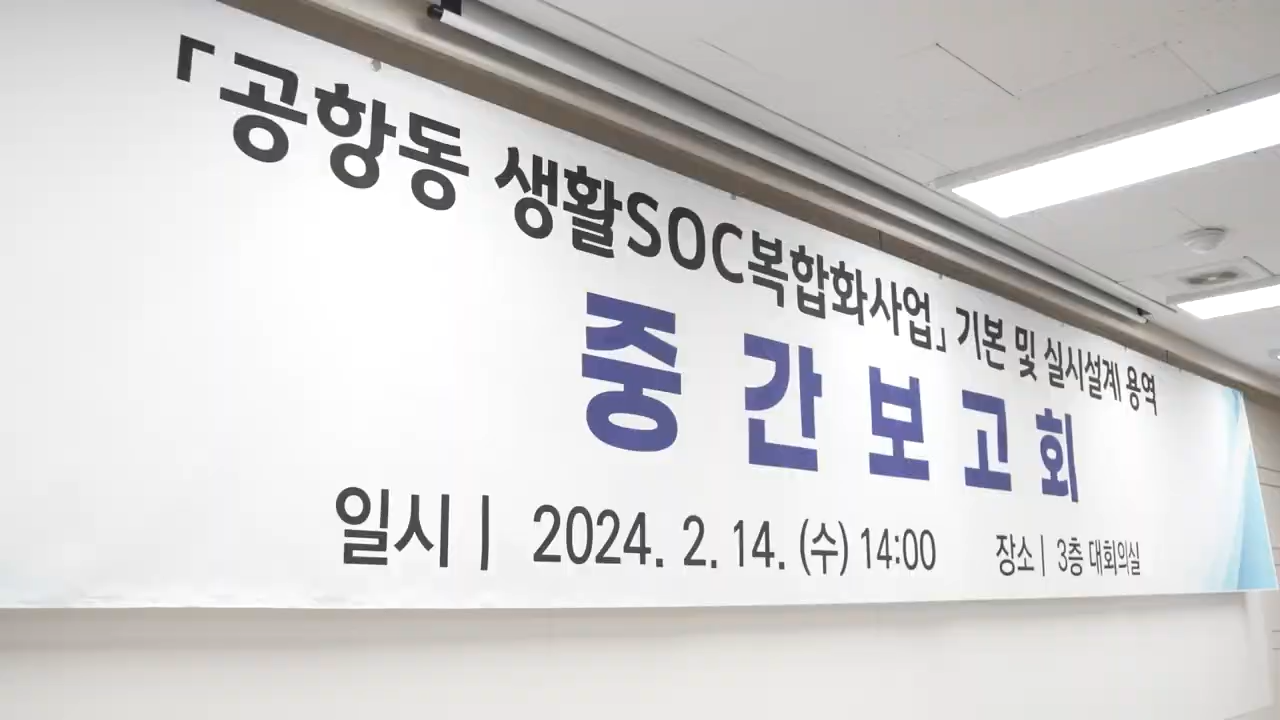 「공항동 생활SOC복합화사업」 기본 및 실시설계 용역
중간보고회
일시 | 2024. 2. 14. (수) 14:00 장소 | 3층 대회의실